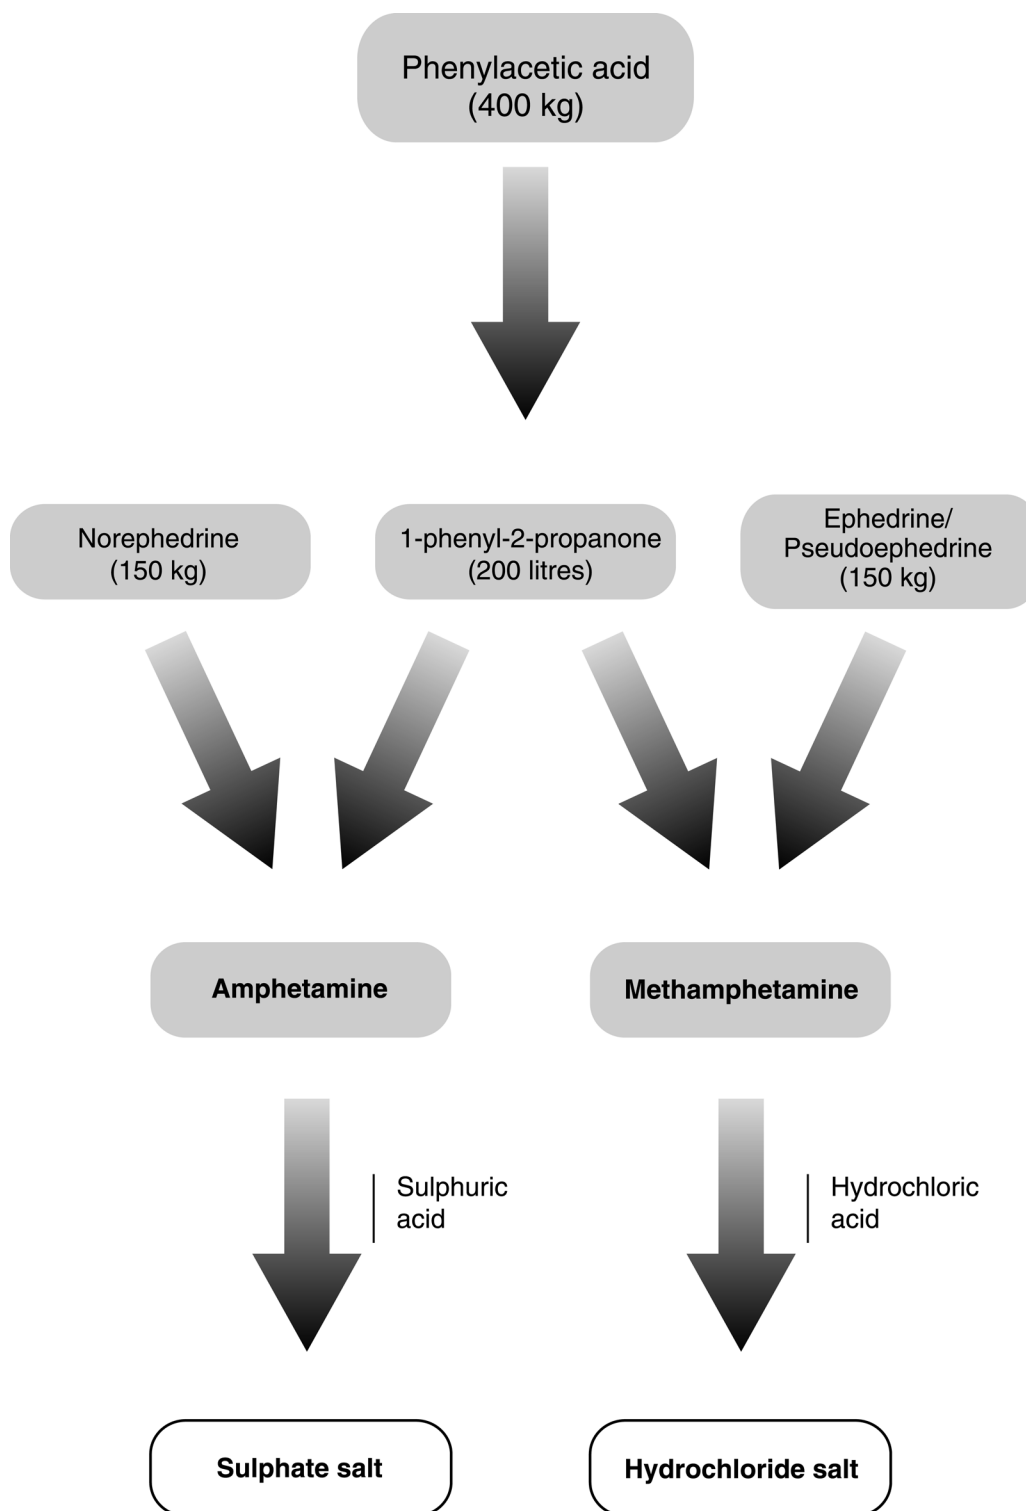 Phenylacetic acid
(400 kg)
Norephedrine
(150 kg)
1-phenyl-2-propanone
(200 litres)
Ephedrine/
Pseudoephedrine
(150 kg)
Amphetamine
Methamphetamine
Sulphuric
acid
Hydrochloric
acid
Sulphate salt
Hydrochloride salt